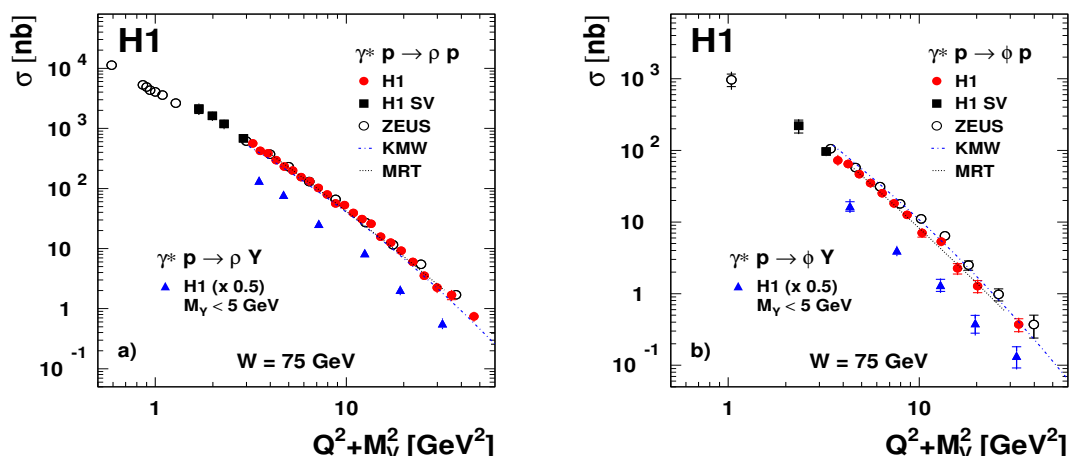 H1
σ [nb]
γ* p → ρ p
H1
H1 SV
ZEUS
KMW
MRT
γ* p → ρ Y
H1 (x 0.5)
M_Y < 5 GeV
a)
W = 75 GeV
10^4
10^3
10^2
10
1
10^-1
1
10
Q^2+M_V^2 [GeV^2]
H1
σ [nb]
γ* p → ϕ p
H1
H1 SV
ZEUS
KMW
MRT
γ* p → ϕ Y
H1 (x 0.5)
M_Y < 5 GeV
b)
W = 75 GeV
10^3
10^2
10
1
10^-1
1
10
Q^2+M_V^2 [GeV^2]